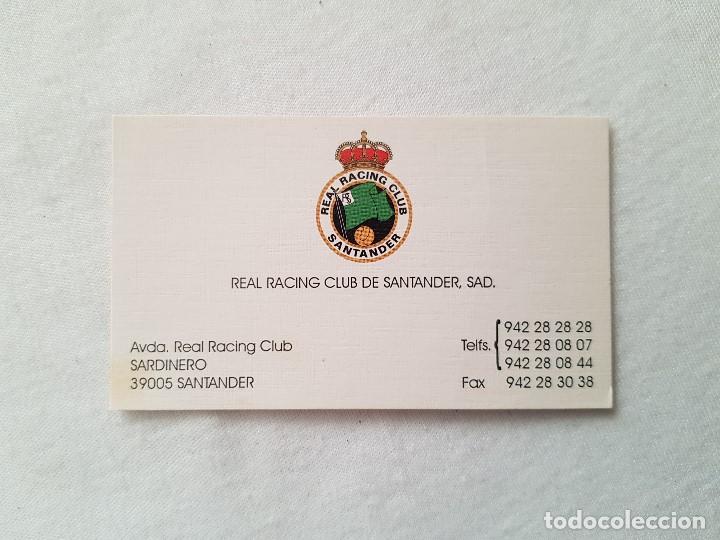 REAL RACING CLUB
SANTANDER
REAL RACING CLUB DE SANTANDER, SAD.
Avda. Real Racing Club
SARDINERO
39005 SANTANDER
Telfs.
942 28 28 28
942 28 08 07
942 28 08 44
Fax 942 28 30 38
todocoleccion